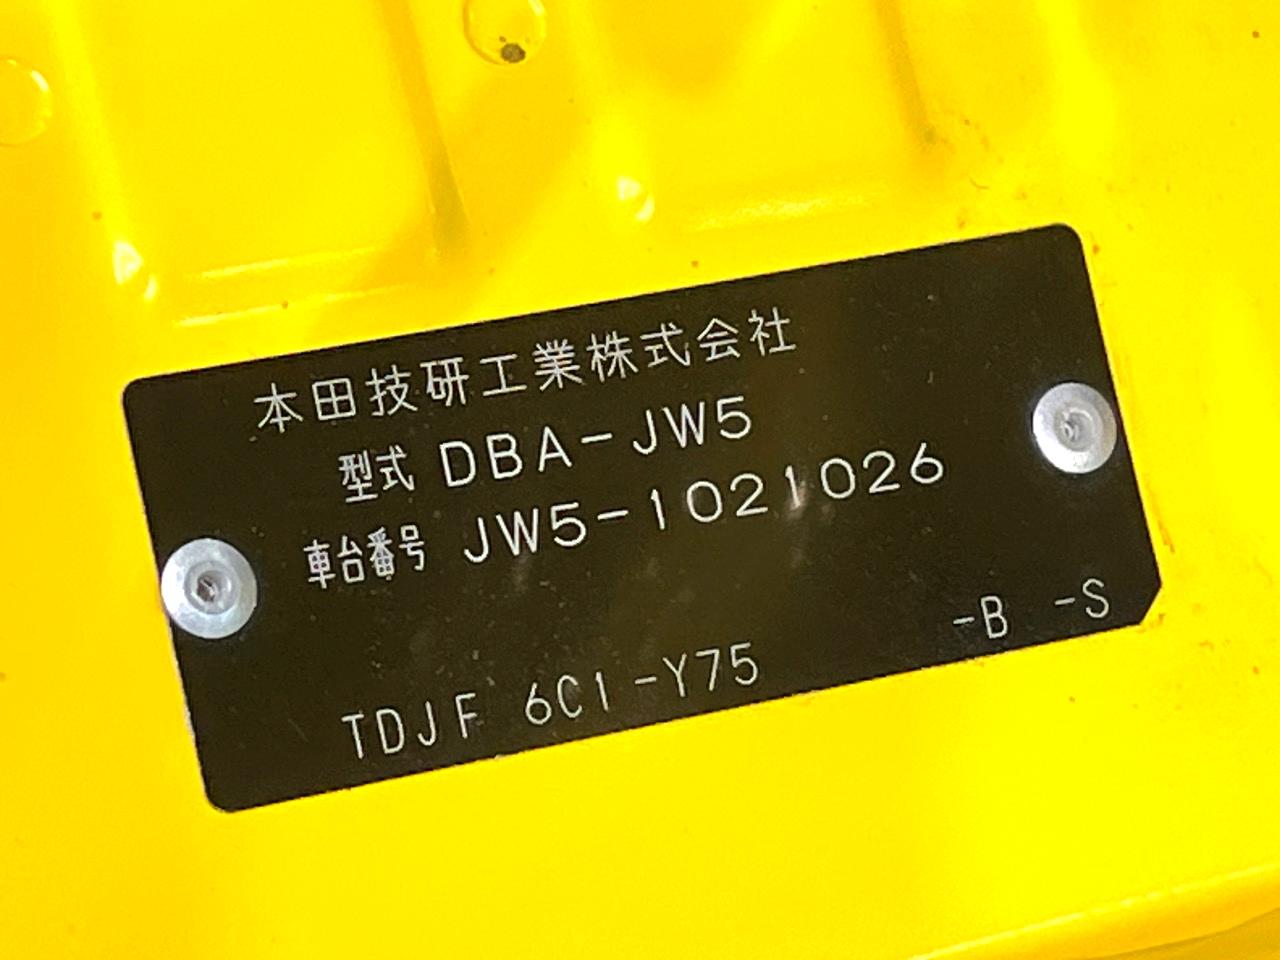 本田技研工業株式会社
型式 DBA-JW5
車台番号 JW5-1021026
TDJF 6C1-Y75 -B -S